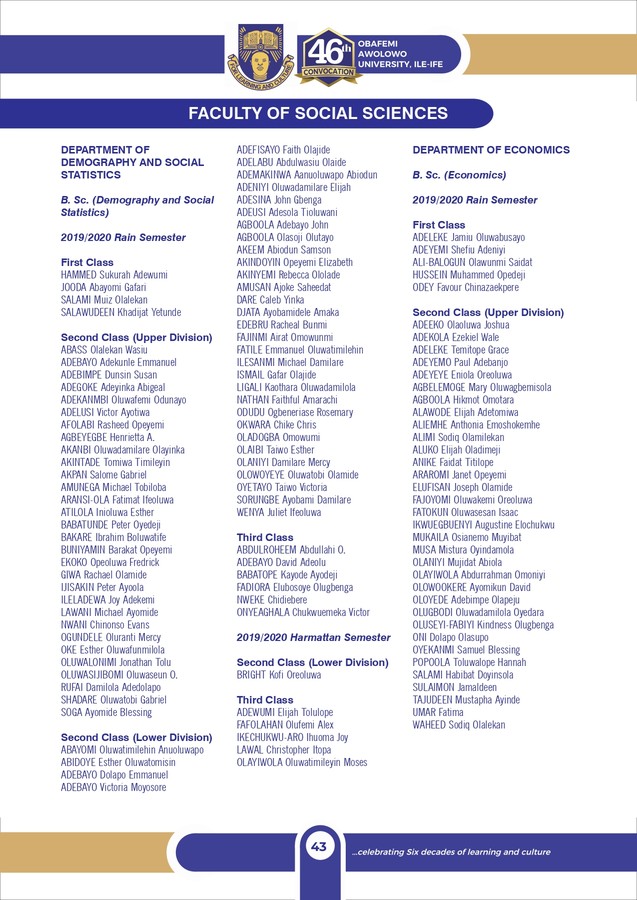 FOR LEARNING AND CULTURE
46th
CONVOCATION
OBAFEMI
AWOLOWO
UNIVERSITY, ILE-IFE
FACULTY OF SOCIAL SCIENCES
DEPARTMENT OF
DEMOGRAPHY AND SOCIAL
STATISTICS
B. Sc. (Demography and Social
Statistics)
2019/2020 Rain Semester
First Class
HAMMED Sukurah Adewumi
JOODA Abayomi Gafari
SALAMI Muiz Olalekan
SALAWUDEEN Khadijat Yetunde
Second Class (Upper Division)
ABASS Olalekan Wasiu
ADEBAYO Adekunle Emmanuel
ADEBIMPE Dunsin Susan
ADEGOKE Adeyinka Abigeal
ADEKANMBI Oluwafemi Odunayo
ADELUSI Victor Ayotiwa
AFOLABI Rasheed Opeyemi
AGBEYEGBE Henrietta A.
AKANBI Oluwadamilare Olayinka
AKINTADE Tomiwa Timileyin
AKPAN Salome Gabriel
AMUNEGA Michael Tobiloba
ARANSI-OLA Fatimat Ifeoluwa
ATILOLA Inioluwa Esther
BABATUNDE Peter Oyedeji
BAKARE Ibrahim Boluwatife
BUNIYAMIN Barakat Opeyemi
EKOKO Opeoluwa Fredrick
GIWA Rachael Olamide
IJISAKIN Peter Ayoola
ILELADEWA Joy Adekemi
LAWANI Michael Ayomide
NWANI Chinonso Evans
OGUNDELE Oluranti Mercy
OKE Esther Oluwafunmilola
OLUWALONIMI Jonathan Tolu
OLUWASIJIBOMI Oluwaseun O.
RUFAI Damilola Adedolapo
SHADARE Oluwatobi Gabriel
SOGA Ayomide Blessing
Second Class (Lower Division)
ABAYOMI Oluwatimilehin Anuoluwapo
ABIDOYE Esther Oluwatomisin
ADEBAYO Dolapo Emmanuel
ADEBAYO Victoria Moyosore
ADEFISAYO Faith Olajide
ADELABU Abdulwasiu Olaide
ADEMAKINWA Aanuoluwapo Abiodun
ADENIYI Oluwadamilare Elijah
ADESINA John Gbenga
ADEUSI Adesola Tioluwani
AGBOOLA Adebayo John
AGBOOLA Olasoji Olutayo
AKEEM Abiodun Samson
AKINDOYIN Opeyemi Elizabeth
AKINYEMI Rebecca Ololade
AMUSAN Ajoke Saheedat
DARE Caleb Yinka
DJATA Ayobamidele Amaka
EDEBRU Racheal Bunmi
FAJINMI Airat Omowunmi
FATILE Emmanuel Oluwatimilehin
ILESANMI Michael Damilare
ISMAIL Gafar Olajide
LIGALI Kaothara Oluwadamilola
NATHAN Faithful Amarachi
ODUDU Ogbeneriase Rosemary
OKWARA Chike Chris
OLADOGBA Omowumi
OLAIBI Taiwo Esther
OLANIYI Damilare Mercy
OLOWOYEYE Oluwatobi Olamide
OYETAYO Taiwo Victoria
SORUNGBE Ayobami Damilare
WENYA Juliet Ifeoluwa
Third Class
ABDULROHEEM Abdullahi O.
ADEBAYO David Adeolu
BABATOPE Kayode Ayodeji
FADIORA Elubosoye Olugbenga
NWEKE Chidiebere
ONYEAGHALA Chukwuemeka Victor
2019/2020 Harmattan Semester
Second Class (Lower Division)
BRIGHT Kofi Oreoluwa
Third Class
ADEWUMI Elijah Tolulope
FAFOLAHAN Olufemi Alex
IKECHUKWU-ARO Ihuoma Joy
LAWAL Christopher Itopa
OLAYIWOLA Oluwatimileyin Moses
DEPARTMENT OF ECONOMICS
B. Sc. (Economics)
2019/2020 Rain Semester
First Class
ADELEKE Jamiu Oluwabusayo
ADEYEMI Shefiu Adeniyi
ALI-BALOGUN Olawunmi Saidat
HUSSEIN Muhammed Opedeji
ODEY Favour Chinazaekpere
Second Class (Upper Division)
ADEEKO Olaoluwa Joshua
ADEKOLA Ezekiel Wale
ADELEKE Temitope Grace
ADEYEMO Paul Adebanjo
ADEYEYE Eniola Oreoluwa
AGBELEMOGE Mary Oluwagbemisola
AGBOOLA Hikmot Omotara
ALAWODE Elijah Adetomiwa
ALIEMHE Anthonia Emoshokemhe
ALIMI Sodiq Olamilekan
ALUKO Elijah Oladimeji
ANIKE Faidat Titilope
ARAROMI Janet Opeyemi
ELUFISAN Joseph Olamide
FAJOYOMI Oluwakemi Oreoluwa
FATOKUN Oluwasesan Isaac
IKWUEGBUENYI Augustine Elochukwu
MUKAILA Osianemo Muyibat
MUSA Mistura Oyindamola
OLANIYI Mujidat Abiola
OLAYIWOLA Abdurrahman Omoniyi
OLOWOOKERE Ayomikun David
OLOYEDE Adebimpe Olapeju
OLUGBODI Oluwadamilola Oyedara
OLUSEYI-FABIYI Kindness Olugbenga
ONI Dolapo Olasupo
OYEKANMI Samuel Blessing
POPOOLA Toluwalope Hannah
SALAMI Habibat Doyinsola
SULAIMON Jamaldeen
TAJUDEEN Mustapha Ayinde
UMAR Fatima
WAHEED Sodiq Olalekan
43
...celebrating Six decades of learning and culture